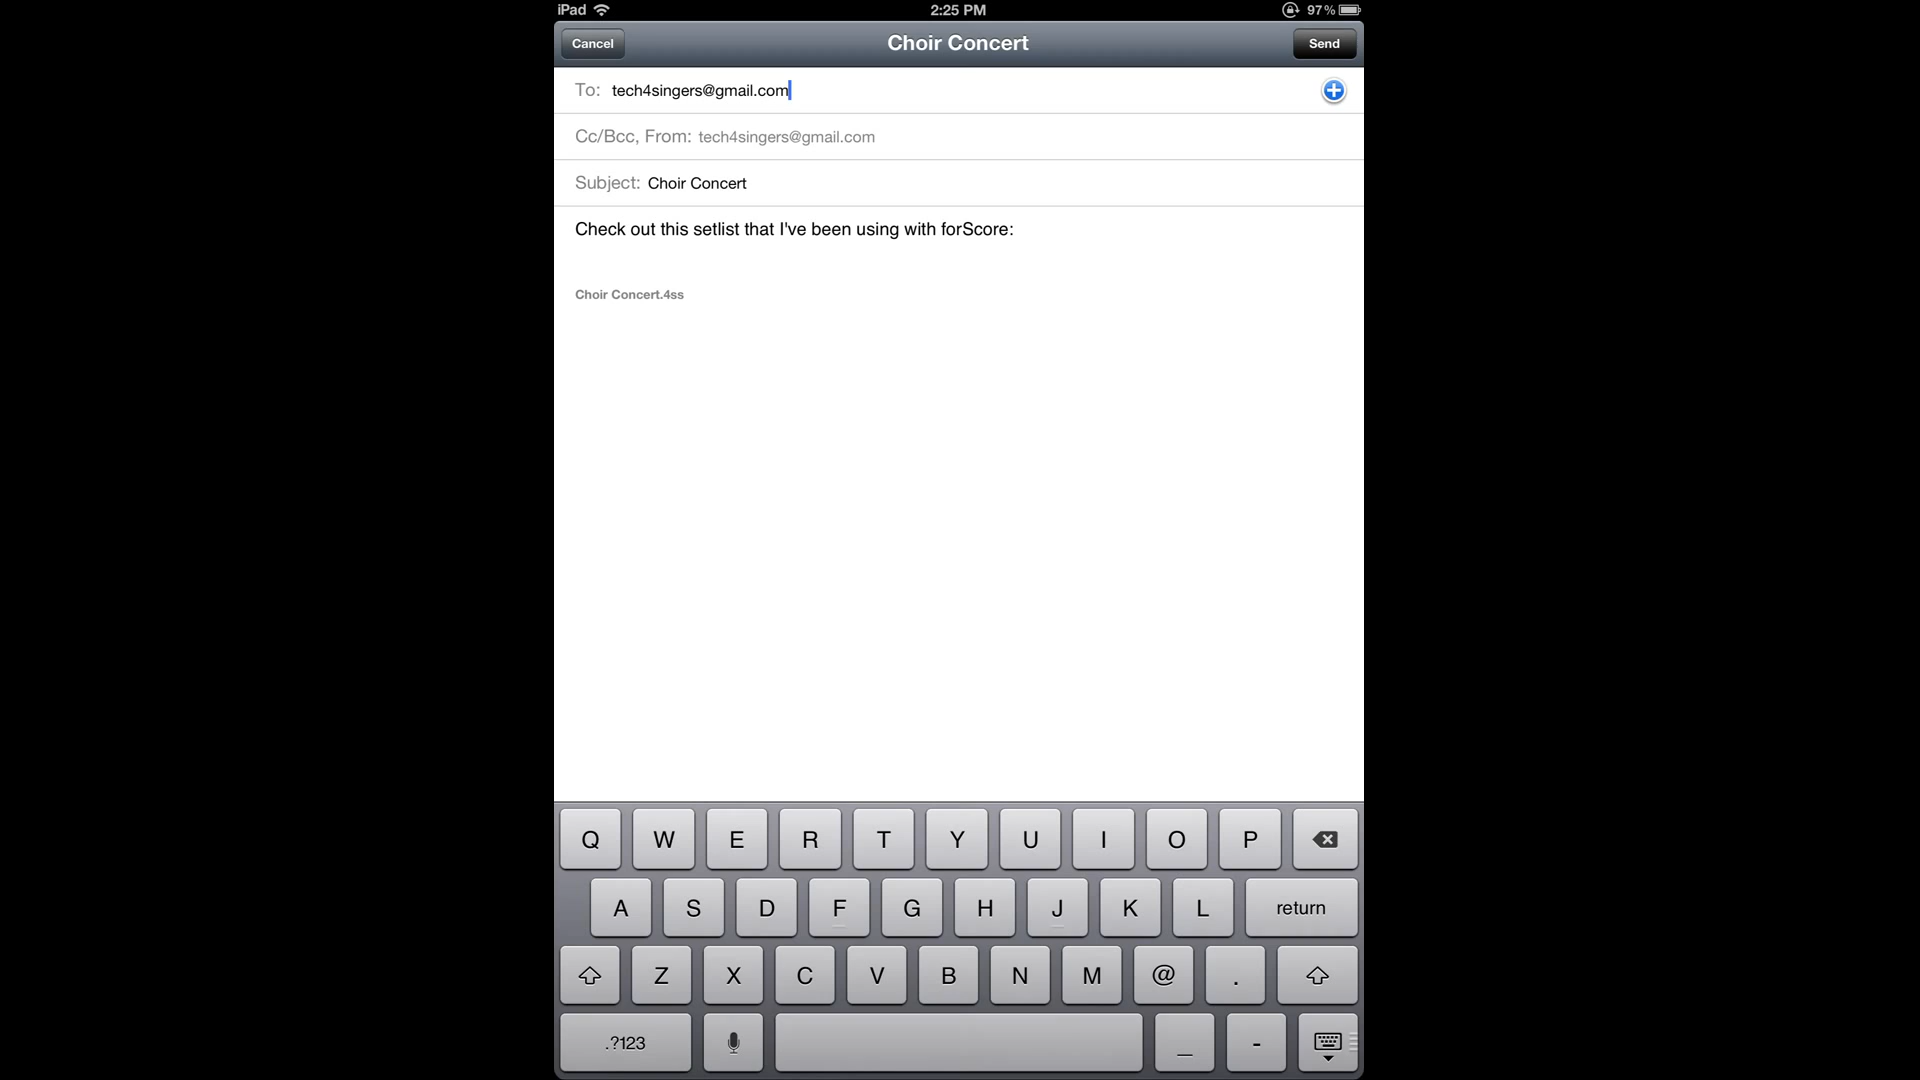 iPad 2:25 PM 97%
Cancel Choir Concert Send
To: tech4singers@gmail.com
Cc/Bcc, From: tech4singers@gmail.com
Subject: Choir Concert
Check out this setlist that I've been using with forScore:
Choir Concert.4ss
Q W E R T Y U I O P
A S D F G H J K L return
Z X C V B N M @ .
.?123 _ -